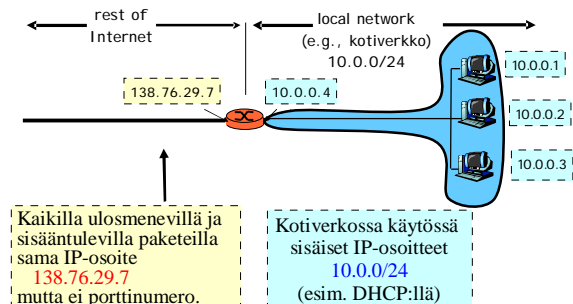 rest of
Internet
local network
(e.g., kotiverkko)
10.0.0/24
138.76.29.7
10.0.0.4
10.0.0.1
10.0.0.2
10.0.0.3
Kaikilla ulosmenevillä ja
sisääntulevilla paketeilla
sama IP-osoite
138.76.29.7
mutta ei porttinumero.
Kotiverkossa käytössä
sisäiset IP-osoitteet
10.0.0/24
(esim. DHCP:llä)